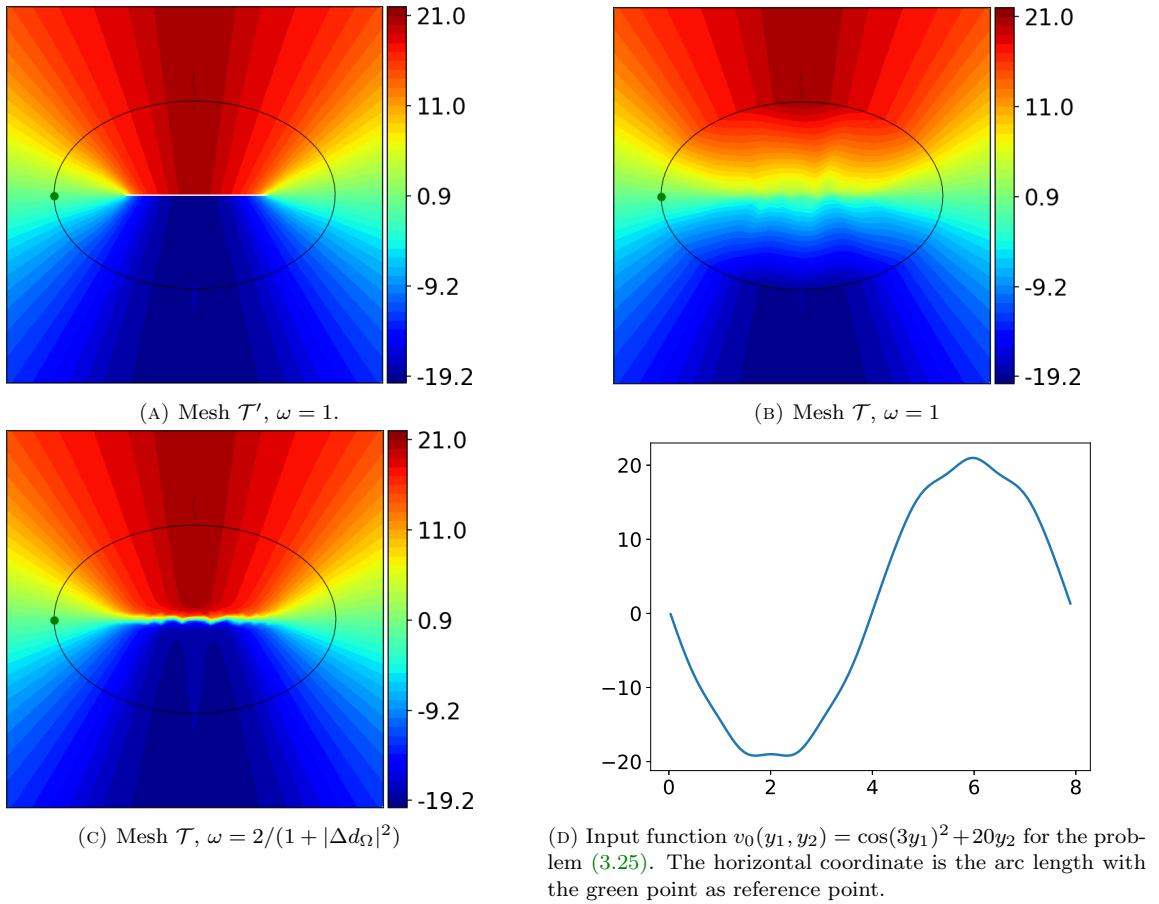 21.0
11.0
0.9
-9.2
-19.2
21.0
11.0
0.9
-9.2
-19.2
(A) Mesh 𝒯′, ω = 1.
(B) Mesh 𝒯, ω = 1
21.0
11.0
0.9
-9.2
-19.2
20
10
0
−10
−20
0 2 4 6 8
(C) Mesh 𝒯, ω = 2/(1 + |Δd_Ω|²)
(D) Input function v₀(y₁, y₂) = cos(3y₁)² + 20y₂ for the prob-
lem (3.25). The horizontal coordinate is the arc length with
the green point as reference point.